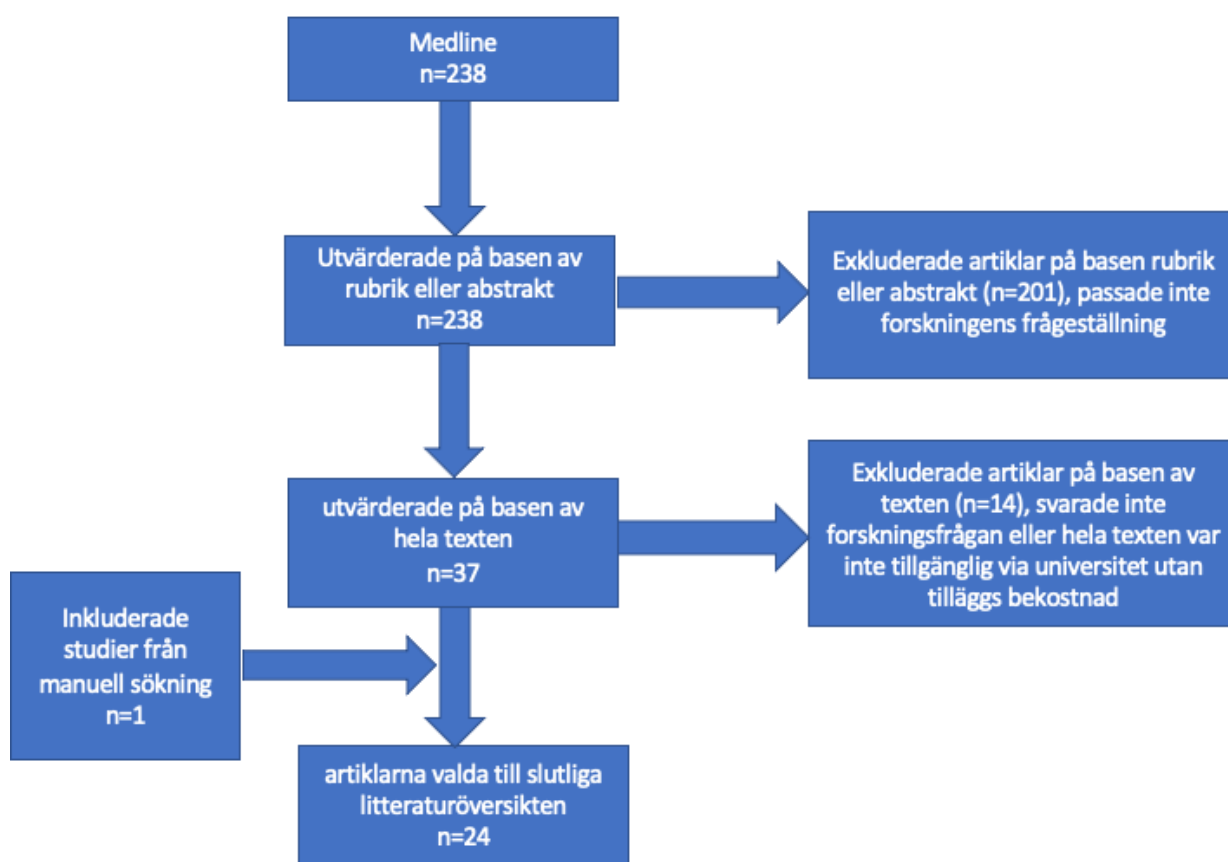 Medline
n=238
Utvärderade på basen av
rubrik eller abstrakt
n=238
Exkluderade artiklar på basen rubrik
eller abstrakt (n=201), passade inte
forskningens frågeställning
utvärderade på basen av
hela texten
n=37
Exkluderade artiklar på basen av
texten (n=14), svarade inte
forskningsfrågan eller hela texten var
inte tillgänglig via universitet utan
tilläggs bekostnad
Inkluderade
studier från
manuell sökning
n=1
artiklarna valda till slutliga
litteraturöversikten
n=24